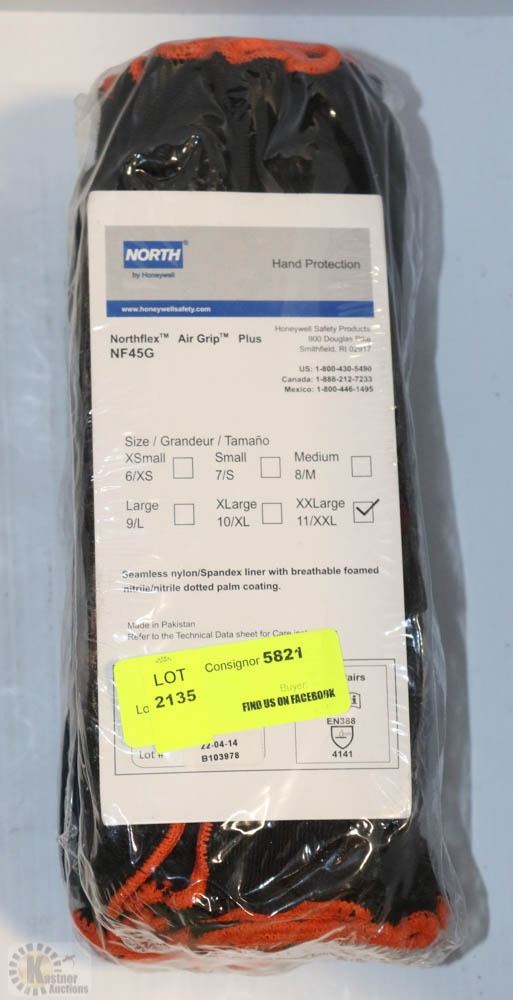 NORTH®
by Honeywell
Hand Protection
www.honeywellsafety.com
Northflex™ Air Grip™ Plus
NF45G
Honeywell Safety Products
900 Douglas Pike
Smithfield, RI 02917
US: 1-800-430-5490
Canada: 1-888-212-7233
Mexico: 1-800-446-1495
Size / Grandeur / Tamaño
XSmall
6/XS
Small
7/S
Medium
8/M
Large
9/L
XLarge
10/XL
XXLarge
11/XXL
Seamless nylon/Spandex liner with breathable foamed
nitrile/nitrile dotted palm coating.
Made in Pakistan
Refer to the Technical Data sheet for Care
LOT
2135
Consignor 5821
Buyer
FIND US ON FACEBOOK
Lot #
22-04-14
B103978
EN388
4141
Kastner
Auctions